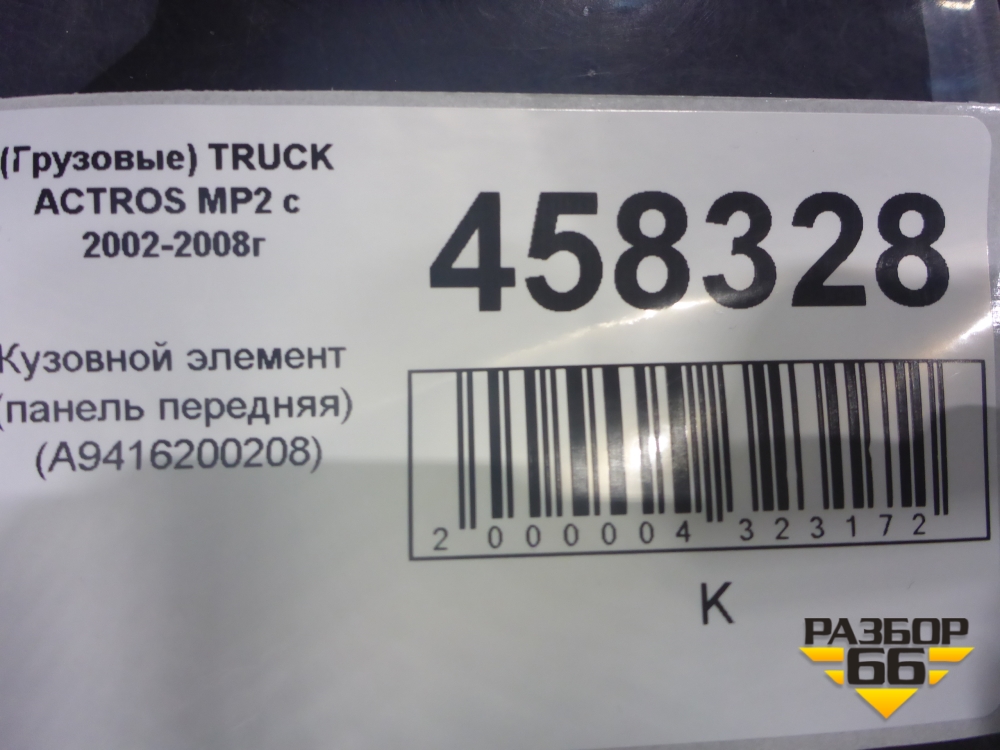 (Грузовые) TRUCK
ACTROS MP2 с
2002-2008г
458328
Кузовной элемент
(панель передняя)
(A9416200208)
2 000004 323172
K
РАЗБОР
66